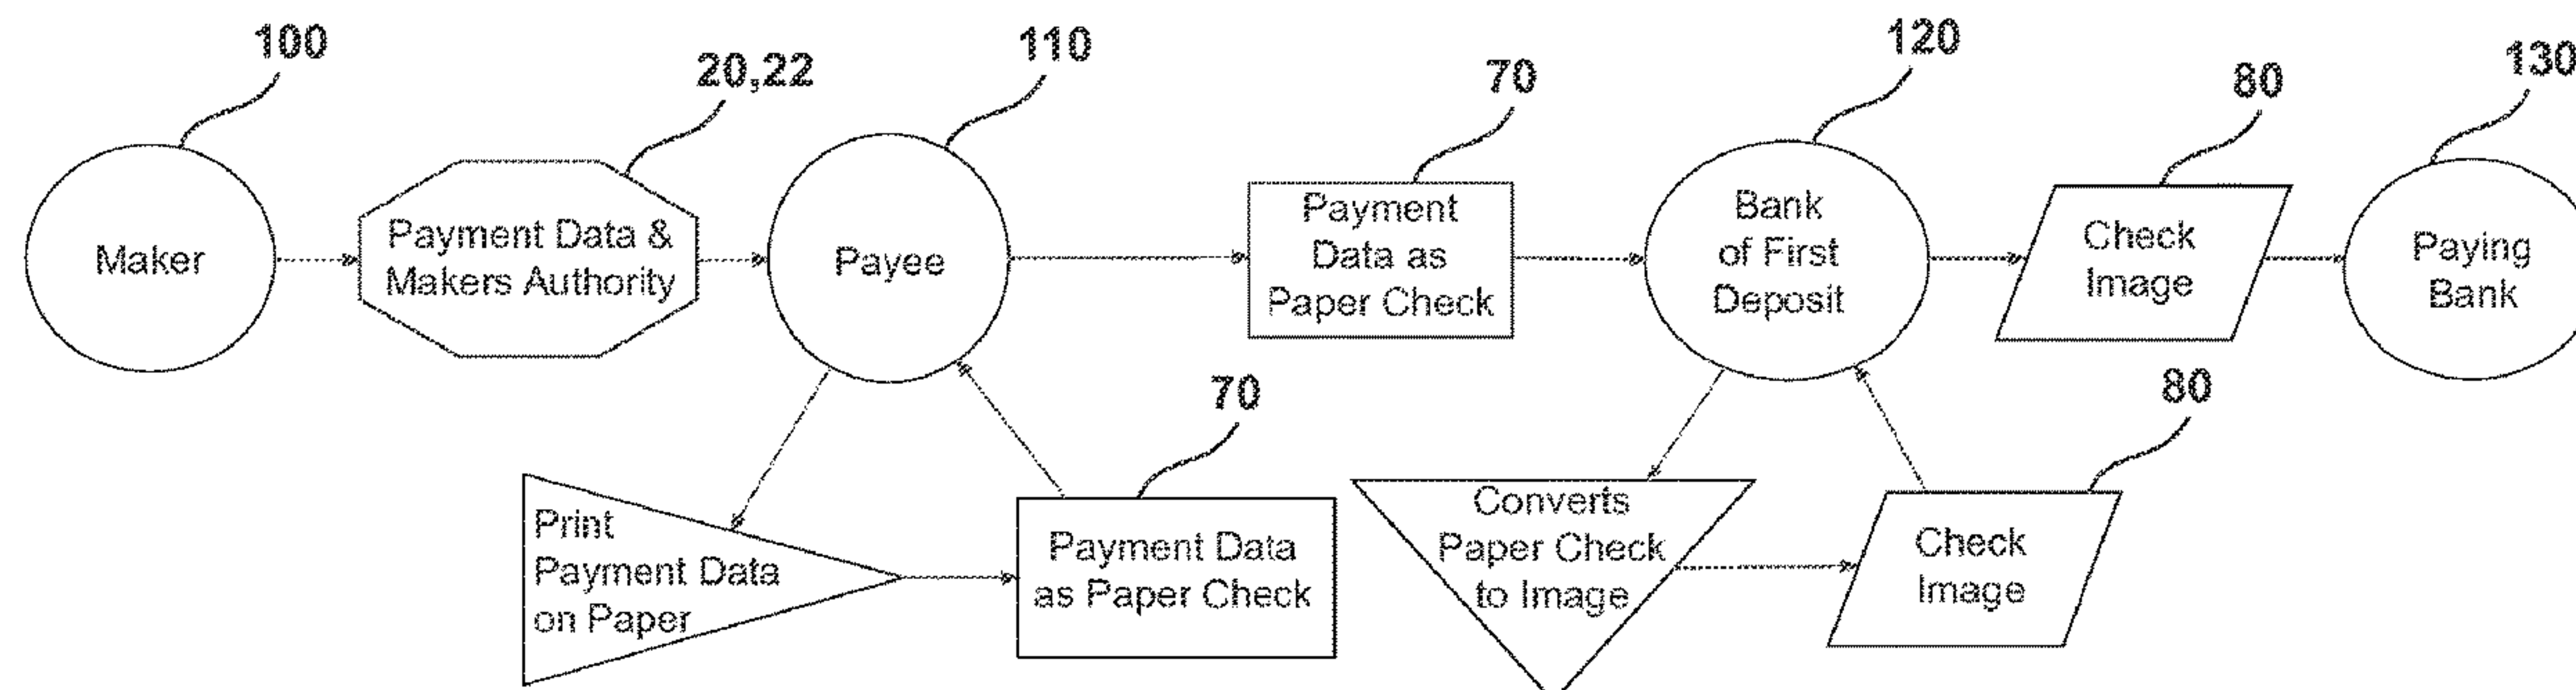 100
20,22
110
70
120
80
130
Maker
Payment Data &
Makers Authority
Payee
Payment
Data as
Paper Check
Bank
of First
Deposit
Check
Image
Paying
Bank
70
80
Print
Payment Data
on Paper
Payment Data
as Paper Check
Converts
Paper Check
to Image
Check
Image